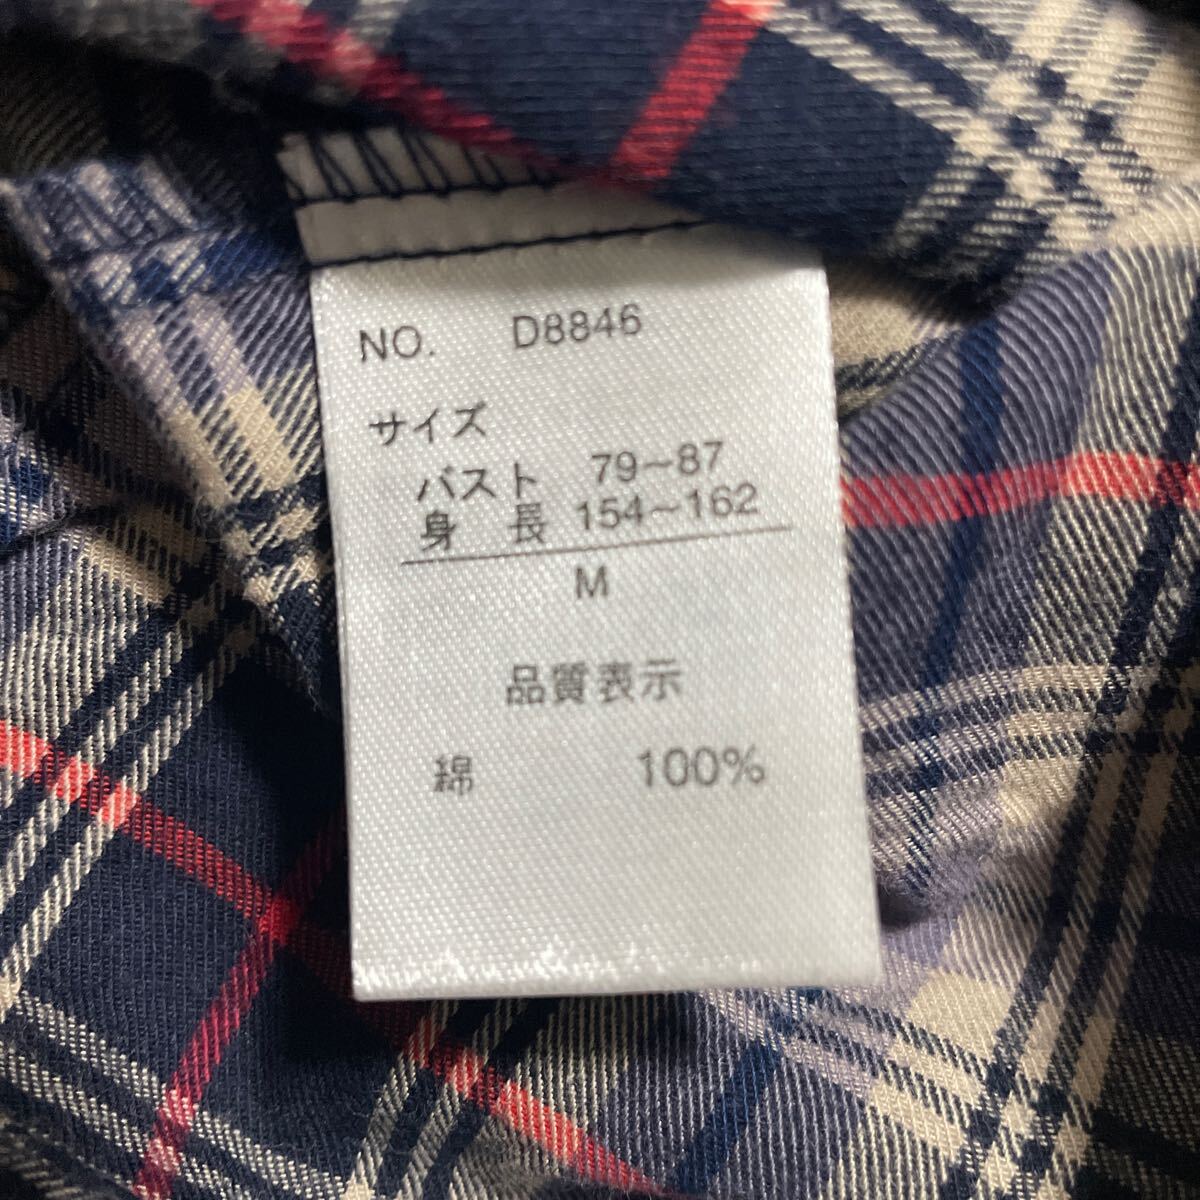 NO. D8846
サイズ
バスト 79~87
身 長 154~162
M
品質表示
綿 100%